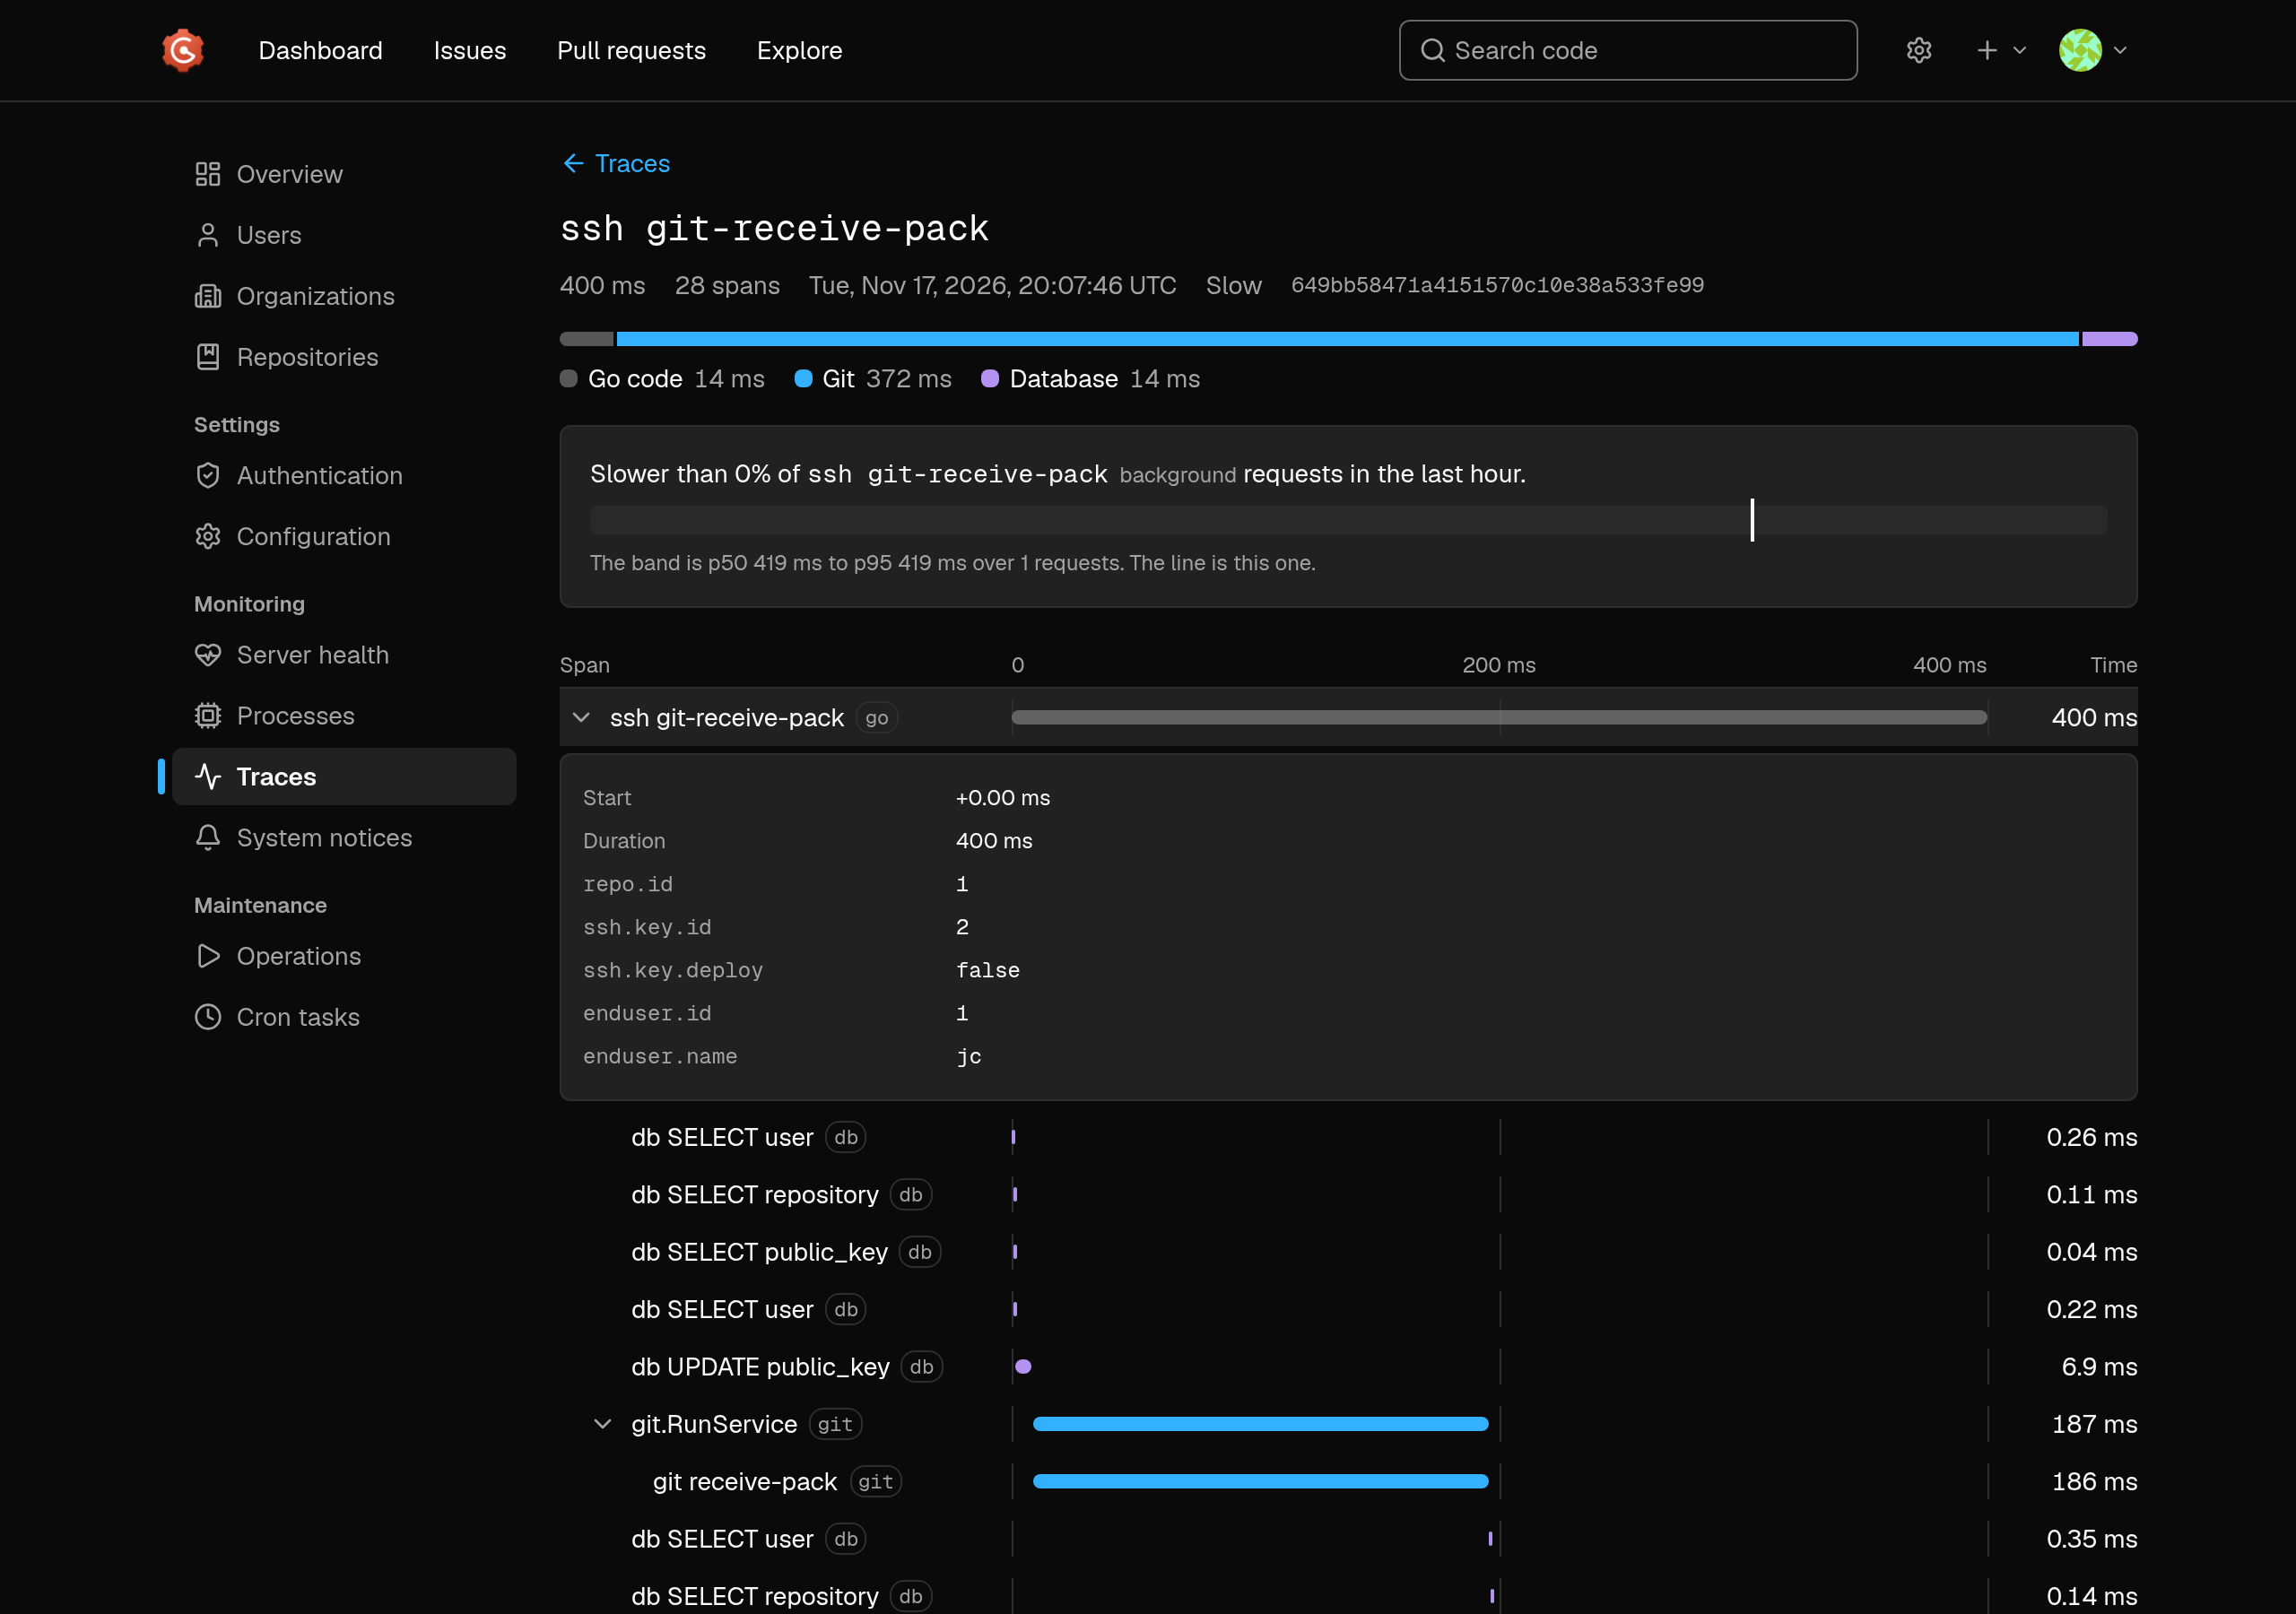 Dashboard Issues Pull requests Explore Search code
Overview
Users
Organizations
Repositories
Settings
Authentication
Configuration
Monitoring
Server health
Processes
Traces
System notices
Maintenance
Operations
Cron tasks
Traces
ssh git-receive-pack
400 ms 28 spans Tue, Nov 17, 2026, 20:07:46 UTC Slow 649bb58471a4151570c10e38a533fe99
Go code 14 ms Git 372 ms Database 14 ms
Slower than 0% of ssh git-receive-pack background requests in the last hour.
The band is p50 419 ms to p95 419 ms over 1 requests. The line is this one.
Span 0 200 ms 400 ms Time
ssh git-receive-pack go 400 ms
Start +0.00 ms
Duration 400 ms
repo.id 1
ssh.key.id 2
ssh.key.deploy false
enduser.id 1
enduser.name jc
db SELECT user db 0.26 ms
db SELECT repository db 0.11 ms
db SELECT public_key db 0.04 ms
db SELECT user db 0.22 ms
db UPDATE public_key db 6.9 ms
git.RunService git 187 ms
git receive-pack git 186 ms
db SELECT user db 0.35 ms
db SELECT repository db 0.14 ms